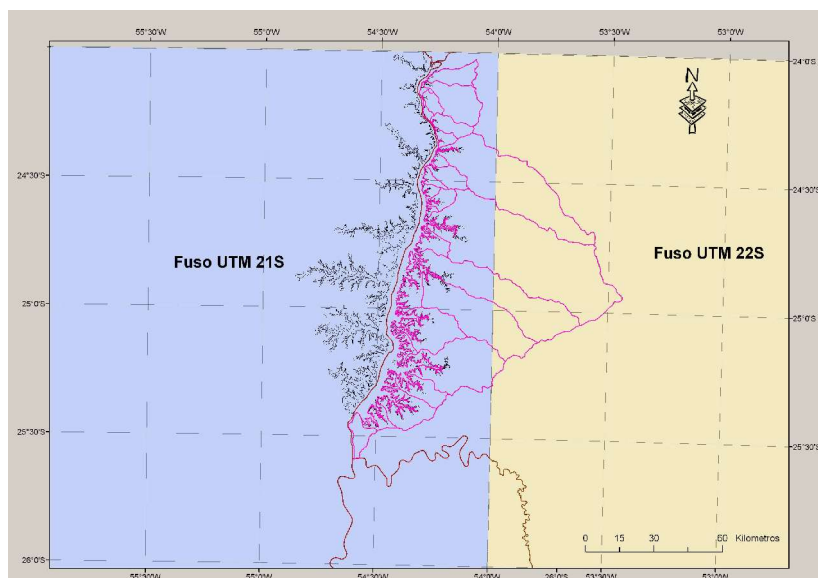 55°30'W 55°0'W 54°30'W 54°0'W 53°30'W 53°0'W
24°0'S
N
24°30'S
24°30'S
Fuso UTM 21S
Fuso UTM 22S
25°0'S
25°0'S
25°30'S
25°30'S
0 15 30 60 Kilometros
26°0'S
55°30'W 55°0'W 54°30'W 54°0'W 26°0'S 53°30'W 53°0'W